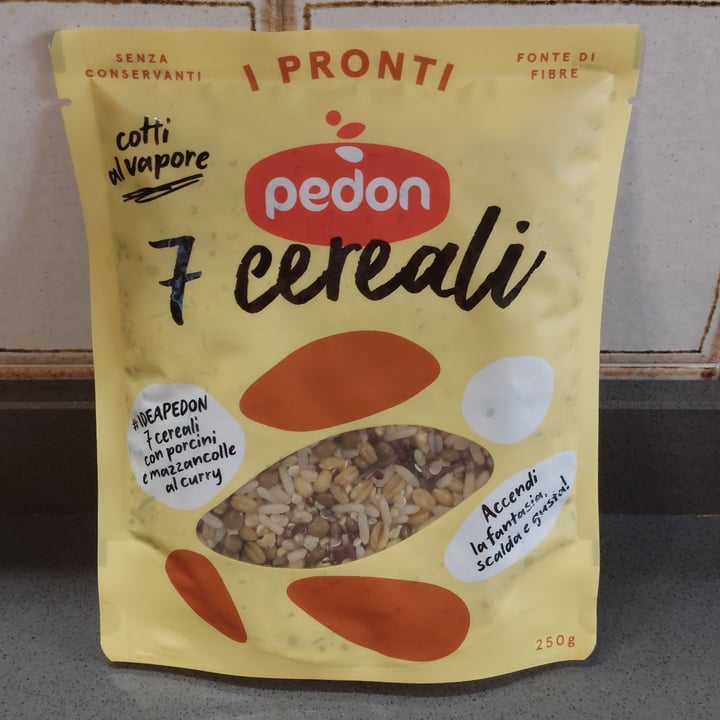 SENZA
CONSERVANTI
I PRONTI
FONTE DI
FIBRE
cotti
al vapore
pedon
7 cereali
#IDEAPEDON
7 cereali
con porcini
e mazzancolle
al curry
Accendi
la fantasia,
scalda e gusta!
250g